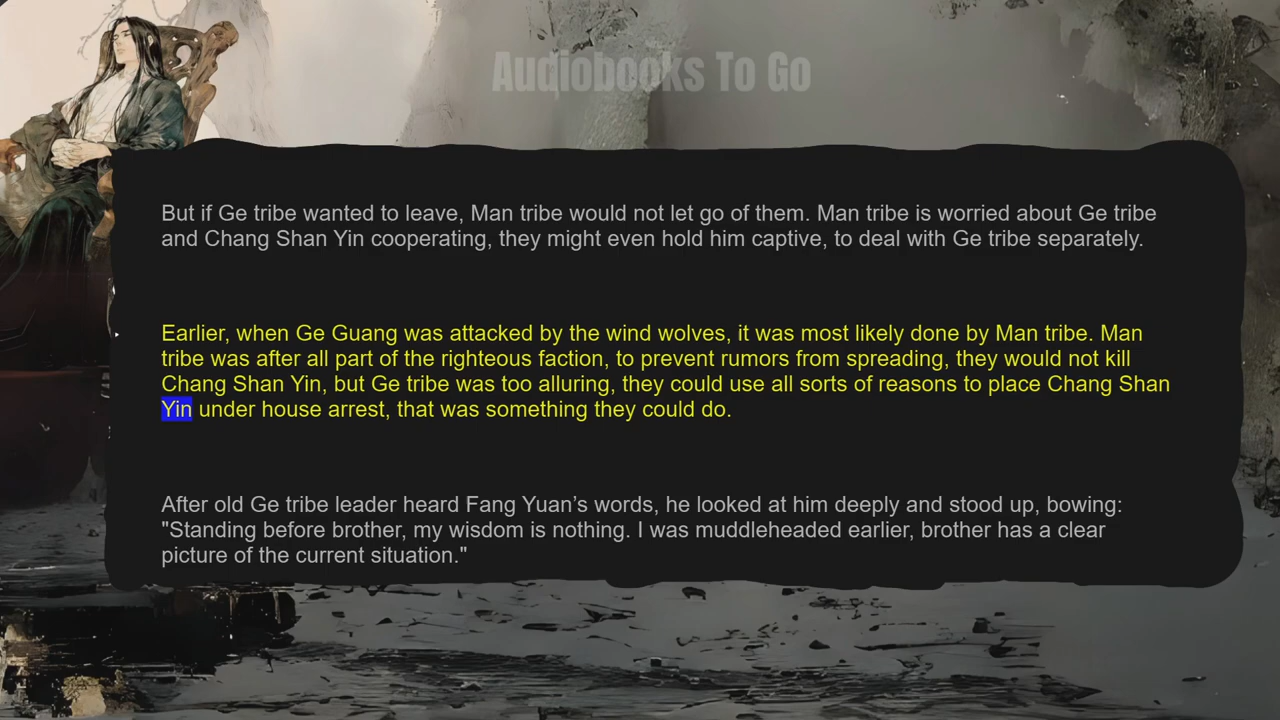 Audiobooks To Go
But if Ge tribe wanted to leave, Man tribe would not let go of them. Man tribe is worried about Ge tribe
and Chang Shan Yin cooperating, they might even hold him captive, to deal with Ge tribe separately.
Earlier, when Ge Guang was attacked by the wind wolves, it was most likely done by Man tribe. Man
tribe was after all part of the righteous faction, to prevent rumors from spreading, they would not kill
Chang Shan Yin, but Ge tribe was too alluring, they could use all sorts of reasons to place Chang Shan
Yin under house arrest, that was something they could do.
After old Ge tribe leader heard Fang Yuan’s words, he looked at him deeply and stood up, bowing:
"Standing before brother, my wisdom is nothing. I was muddleheaded earlier, brother has a clear
picture of the current situation."